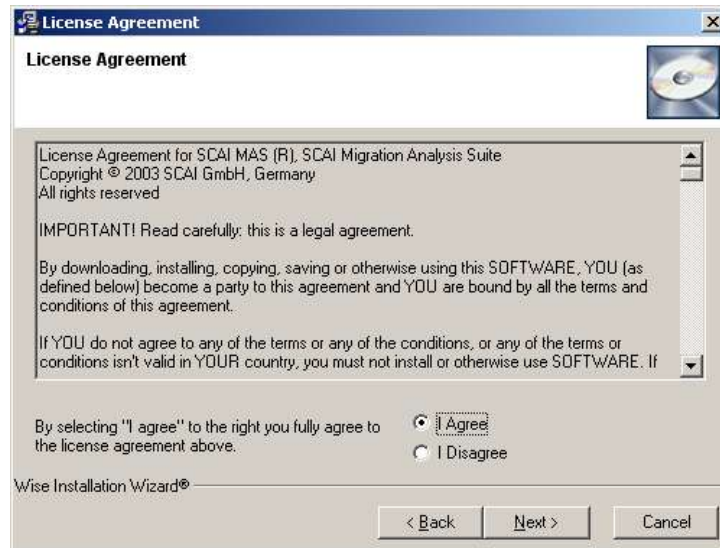 License Agreement
License Agreement
License Agreement for SCAI MAS (R), SCAI Migration Analysis Suite
Copyright © 2003 SCAI GmbH, Germany
All rights reserved
IMPORTANT! Read carefully: this is a legal agreement.
By downloading, installing, copying, saving or otherwise using this SOFTWARE, YOU (as
defined below) become a party to this agreement and YOU are bound by all the terms and
conditions of this agreement.
If YOU do not agree to any of the terms or any of the conditions, or any of the terms or
conditions isn't valid in YOUR country, you must not install or otherwise use SOFTWARE. If
By selecting "I agree" to the right you fully agree to
the license agreement above.
I Agree
I Disagree
Wise Installation Wizard®
< Back
Next >
Cancel